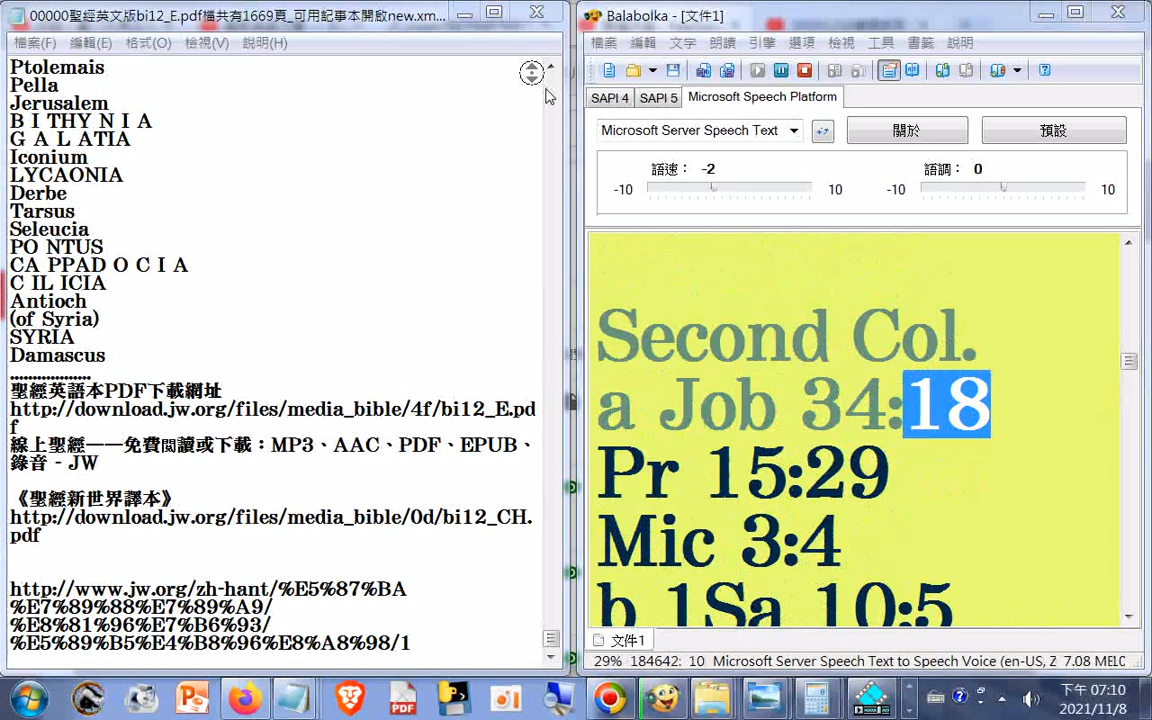 00000聖經英文版bi12_E.pdf檔共有1669頁_可用記事本開啟new.xm...
檔案(F) 編輯(E) 格式(O) 檢視(V) 說明(H)
Ptolemais
Pella
Jerusalem
B I THY N I A
G A L ATIA
Iconium
LYCAONIA
Derbe
Tarsus
Seleucia
PO NTUS
CA PPAD O C I A
C IL ICIA
Antioch
(of Syria)
SYRIA
Damascus
..................
聖經英語本PDF下載網址
http://download.jw.org/files/media_bible/4f/bi12_E.pd
f
線上聖經——免費閱讀或下載：MP3、AAC、PDF、EPUB、
錄音 - JW
《聖經新世界譯本》
http://download.jw.org/files/media_bible/0d/bi12_CH.
pdf
http://www.jw.org/zh-hant/%E5%87%BA
%E7%89%88%E7%89%A9/
%E8%81%96%E7%B6%93/
%E5%89%B5%E4%B8%96%E8%A8%98/1
Balabolka - [文件1]
檔案 編輯 文字 朗讀 引擎 選項 檢視 工具 書籤 說明
SAPI 4 SAPI 5 Microsoft Speech Platform
Microsoft Server Speech Text 關於 預設
語速： -2 語調： 0
-10 10 -10 10
Second Col.
a Job 34:18
Pr 15:29
Mic 3:4
b 1Sa 10:5
文件1
29% 184642: 10 Microsoft Server Speech Text to Speech Voice (en-US, Z 7.08 MELC
下午 07:10
2021/11/8